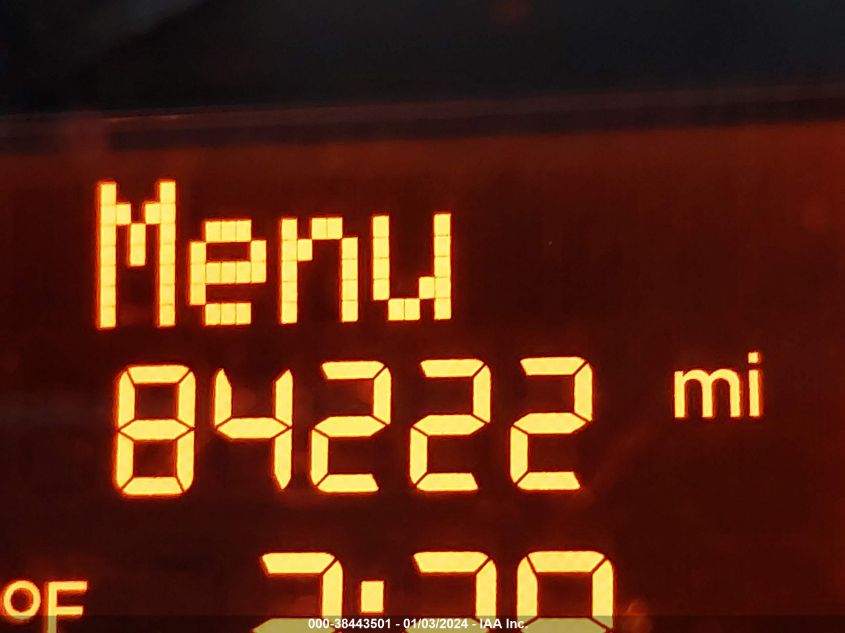 Menu
84222 mi
°F
000-38443501 - 01/03/2024 - IAA Inc.